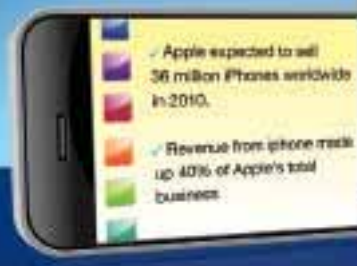 ✓ Apple expected to sell
36 million iPhones worldwide
in 2010.
✓ Revenue from iphone made
up 40% of Apple's total
business